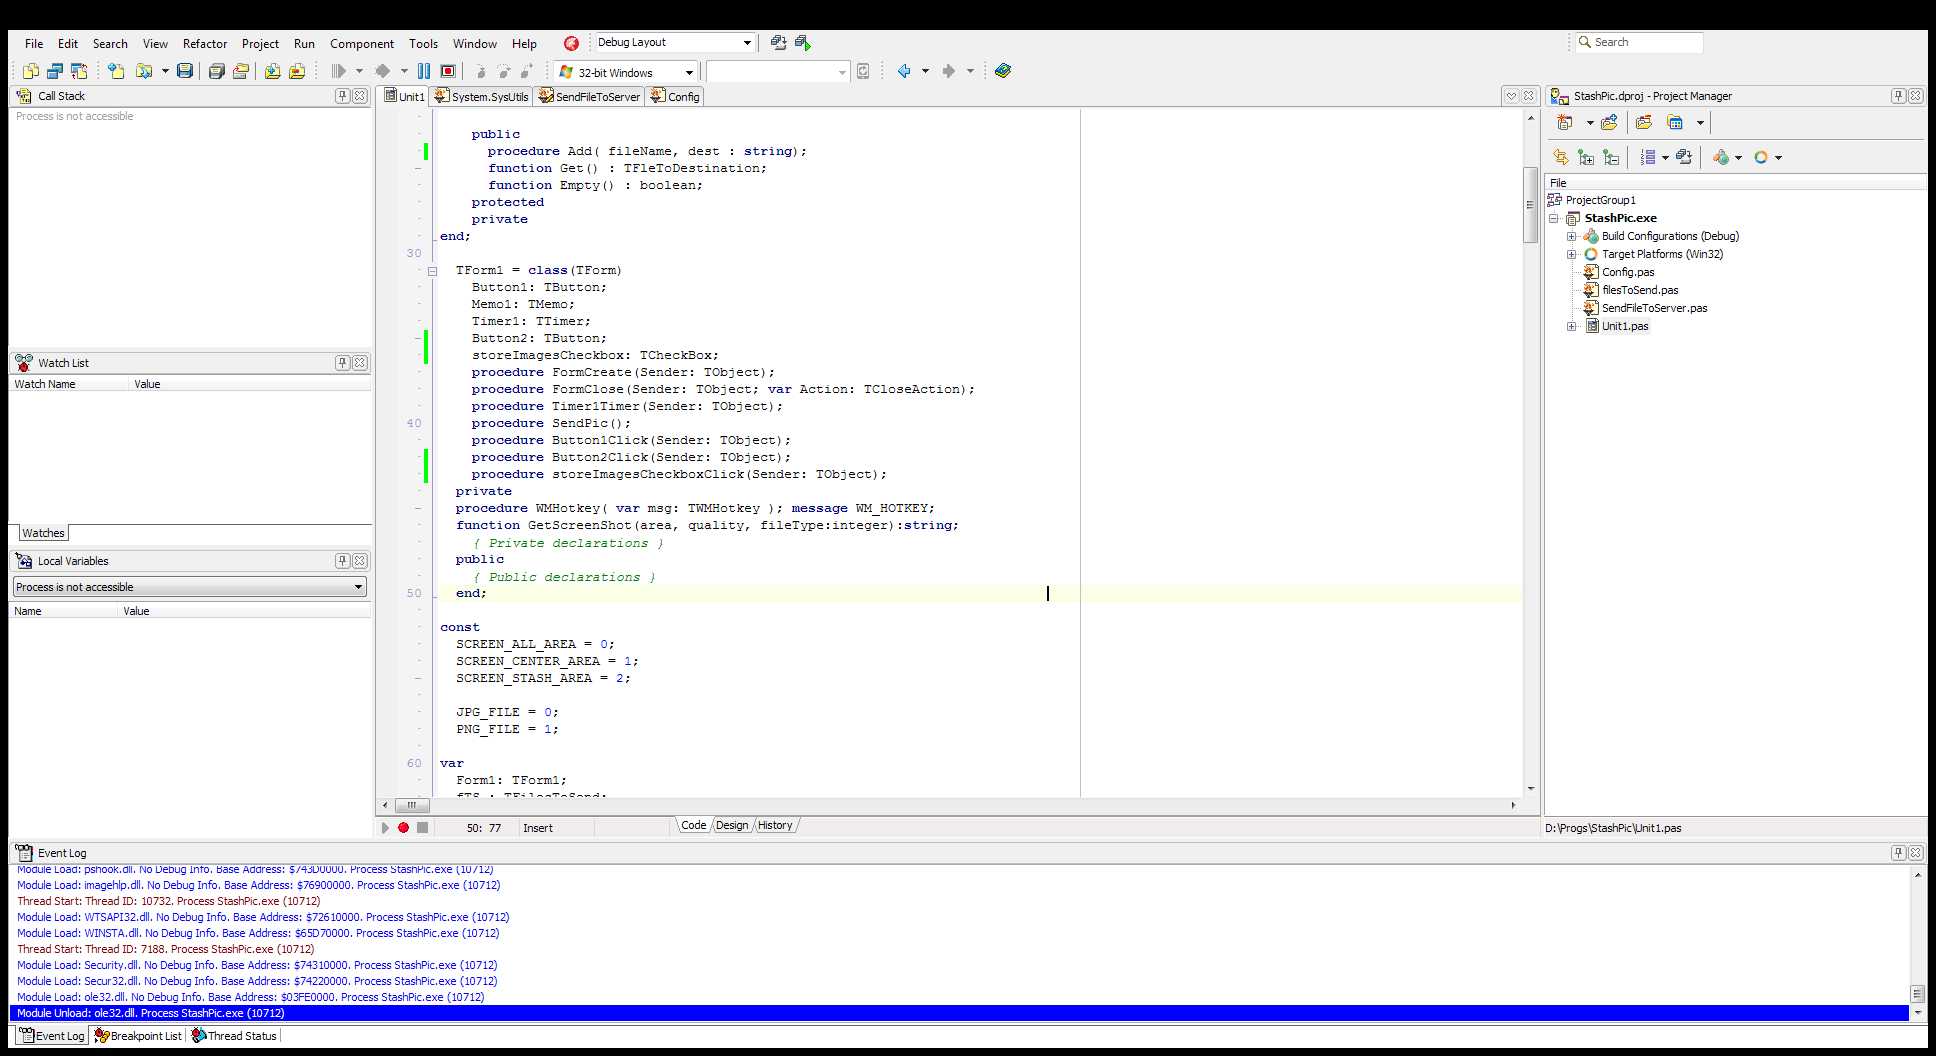 File Edit Search View Refactor Project Run Component Tools Window Help Debug Layout Search
32-bit Windows
Call Stack
Process is not accessible
Watch List
Watch Name Value
Watches
Local Variables
Process is not accessible
Name Value
Unit1 System.SysUtils SendFileToServer Config
public
procedure Add( fileName, dest : string);
function Get() : TFleToDestination;
function Empty() : boolean;
protected
private
end;
30
TForm1 = class(TForm)
Button1: TButton;
Memo1: TMemo;
Timer1: TTimer;
Button2: TButton;
storeImagesCheckbox: TCheckBox;
procedure FormCreate(Sender: TObject);
procedure FormClose(Sender: TObject; var Action: TCloseAction);
procedure Timer1Timer(Sender: TObject);
40 procedure SendPic();
procedure Button1Click(Sender: TObject);
procedure Button2Click(Sender: TObject);
procedure storeImagesCheckboxClick(Sender: TObject);
private
procedure WMHotkey( var msg: TWMHotkey ); message WM_HOTKEY;
function GetScreenShot(area, quality, fileType:integer):string;
{ Private declarations }
public
{ Public declarations }
50 end;
const
SCREEN_ALL_AREA = 0;
SCREEN_CENTER_AREA = 1;
SCREEN_STASH_AREA = 2;
JPG_FILE = 0;
PNG_FILE = 1;
60 var
Form1: TForm1;
fTS : TFilesToSend;
50: 77 Insert Code Design History
StashPic.dproj - Project Manager
File
ProjectGroup1
StashPic.exe
Build Configurations (Debug)
Target Platforms (Win32)
Config.pas
filesToSend.pas
SendFileToServer.pas
Unit1.pas
D:\Progs\StashPic\Unit1.pas
Event Log
Module Load: pshook.dll. No Debug Info. Base Address: $743D0000. Process StashPic.exe (10712)
Module Load: imagehlp.dll. No Debug Info. Base Address: $76900000. Process StashPic.exe (10712)
Thread Start: Thread ID: 10732. Process StashPic.exe (10712)
Module Load: WTSAPI32.dll. No Debug Info. Base Address: $72610000. Process StashPic.exe (10712)
Module Load: WINSTA.dll. No Debug Info. Base Address: $65D70000. Process StashPic.exe (10712)
Thread Start: Thread ID: 7188. Process StashPic.exe (10712)
Module Load: Security.dll. No Debug Info. Base Address: $74310000. Process StashPic.exe (10712)
Module Load: Secur32.dll. No Debug Info. Base Address: $74220000. Process StashPic.exe (10712)
Module Load: ole32.dll. No Debug Info. Base Address: $03FE0000. Process StashPic.exe (10712)
Module Unload: ole32.dll. Process StashPic.exe (10712)
Event Log Breakpoint List Thread Status